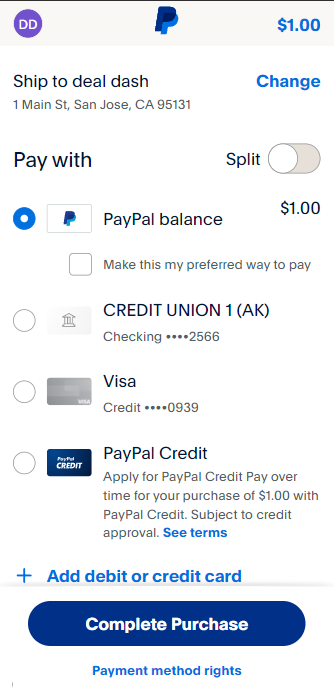 DD
$1.00
Ship to deal dash
Change
1 Main St, San Jose, CA 95131
Pay with
Split
PayPal balance
$1.00
Make this my preferred way to pay
CREDIT UNION 1 (AK)
Checking ••••2566
Visa
VISA
Credit ••••0939
PayPal Credit
PayPal
CREDIT
Apply for PayPal Credit Pay over
time for your purchase of $1.00 with
PayPal Credit. Subject to credit
approval. See terms
+ Add debit or credit card
Complete Purchase
Payment method rights